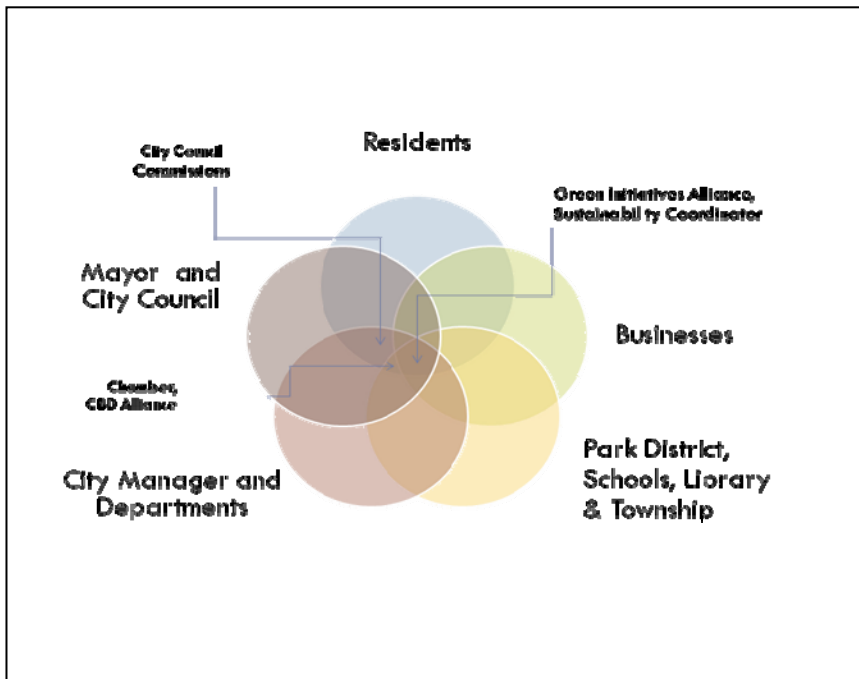 Residents
City Council
Commissions
Green Initiatives Alliance,
Sustainability Coordinator
Mayor and
City Council
Businesses
Chamber,
CBD Alliance
City Manager and
Departments
Park District,
Schools, Library
& Township